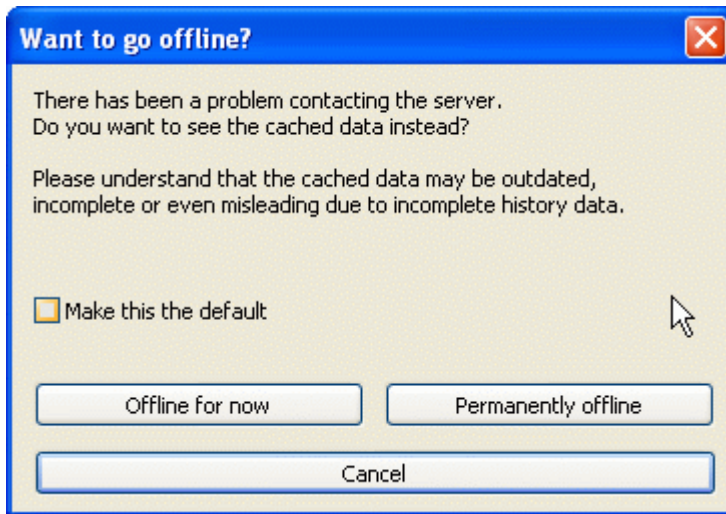 Want to go offline?
There has been a problem contacting the server.
Do you want to see the cached data instead?
Please understand that the cached data may be outdated,
incomplete or even misleading due to incomplete history data.
Make this the default
Offline for now
Permanently offline
Cancel